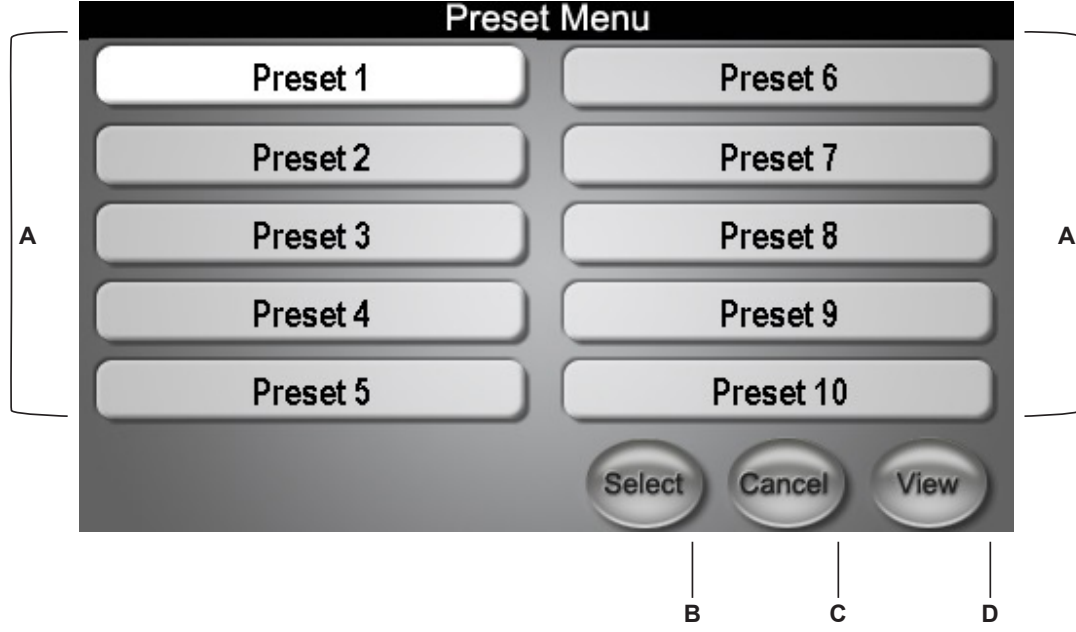 Preset Menu
Preset 1 Preset 6
Preset 2 Preset 7
A Preset 3 Preset 8 A
Preset 4 Preset 9
Preset 5 Preset 10
Select Cancel View
B C D